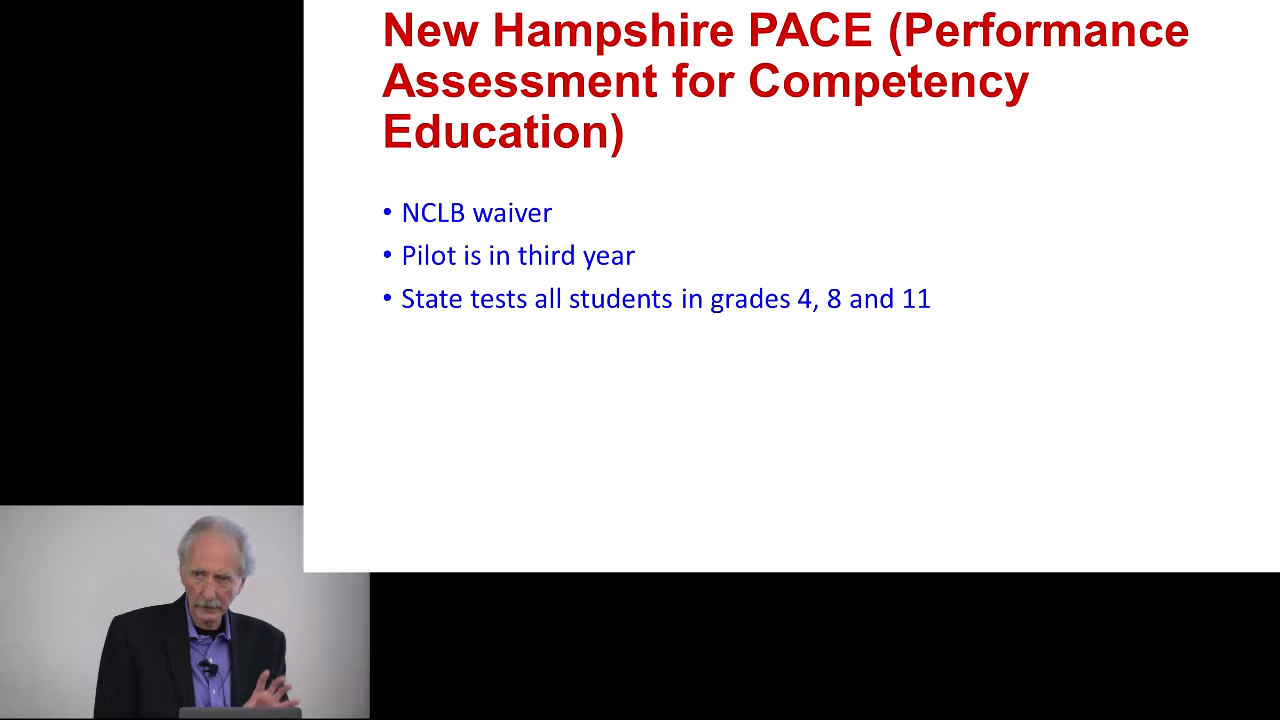 New Hampshire PACE (Performance
Assessment for Competency
Education)
• NCLB waiver
• Pilot is in third year
• State tests all students in grades 4, 8 and 11